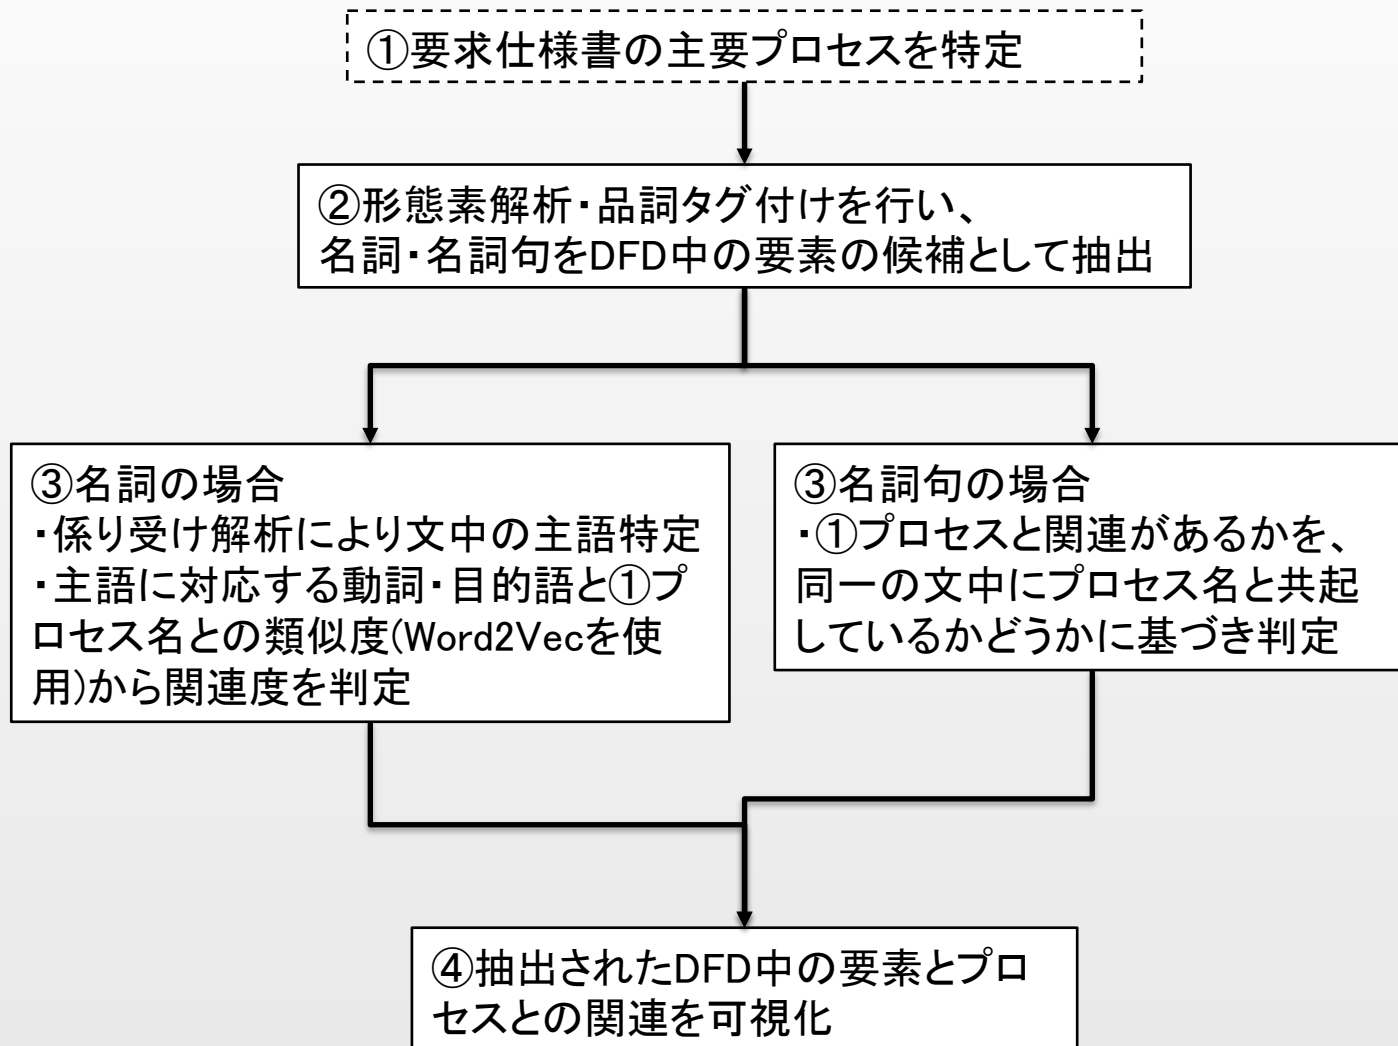 ①要求仕様書の主要プロセスを特定
②形態素解析・品詞タグ付けを行い、
名詞・名詞句をDFD中の要素の候補として抽出
③名詞の場合
・係り受け解析により文中の主語特定
・主語に対応する動詞・目的語と①プ
ロセス名との類似度(Word2Vecを使
用)から関連度を判定
③名詞句の場合
・①プロセスと関連があるかを、
同一の文中にプロセス名と共起
しているかどうかに基づき判定
④抽出されたDFD中の要素とプロ
セスとの関連を可視化